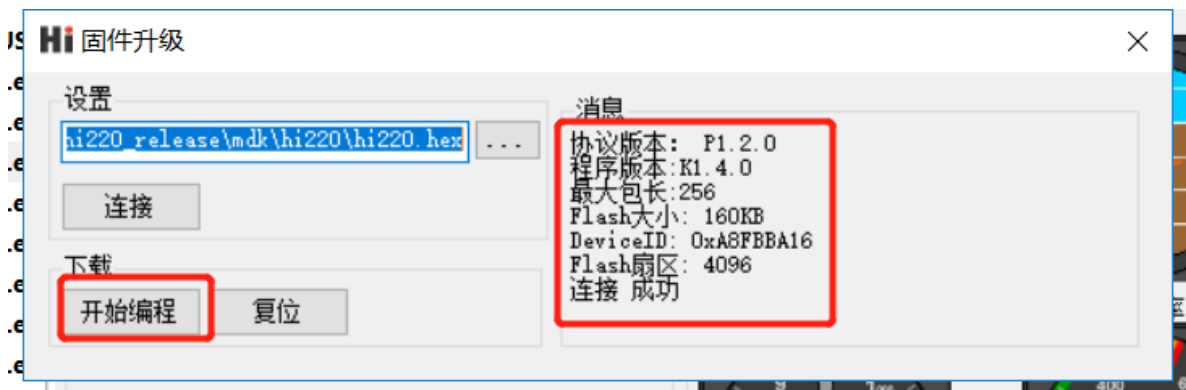 Hi 固件升级
设置
hi220_release\mdk\hi220\hi220.hex
...
连接
下载
开始编程
复位
消息
协议版本: P1.2.0
程序版本:K1.4.0
最大包长:256
Flash大小: 160KB
DeviceID: 0xA8FBBA16
Flash扇区: 4096
连接 成功
400